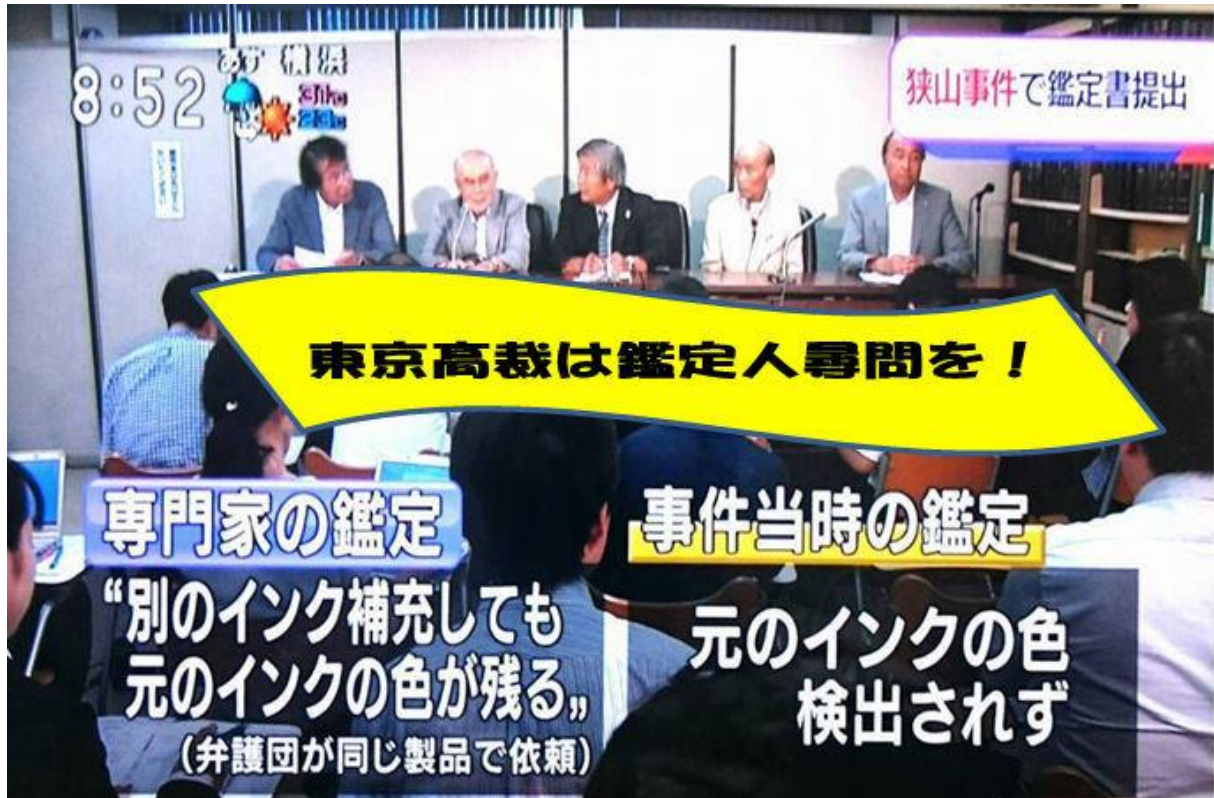 8:52
あす 横浜
31℃
23℃
狭山事件で鑑定書提出
東京高裁は鑑定人尋問を！
専門家の鑑定
“別のインク補充しても
元のインクの色が残る„
（弁護団が同じ製品で依頼）
事件当時の鑑定
元のインクの色
検出されず